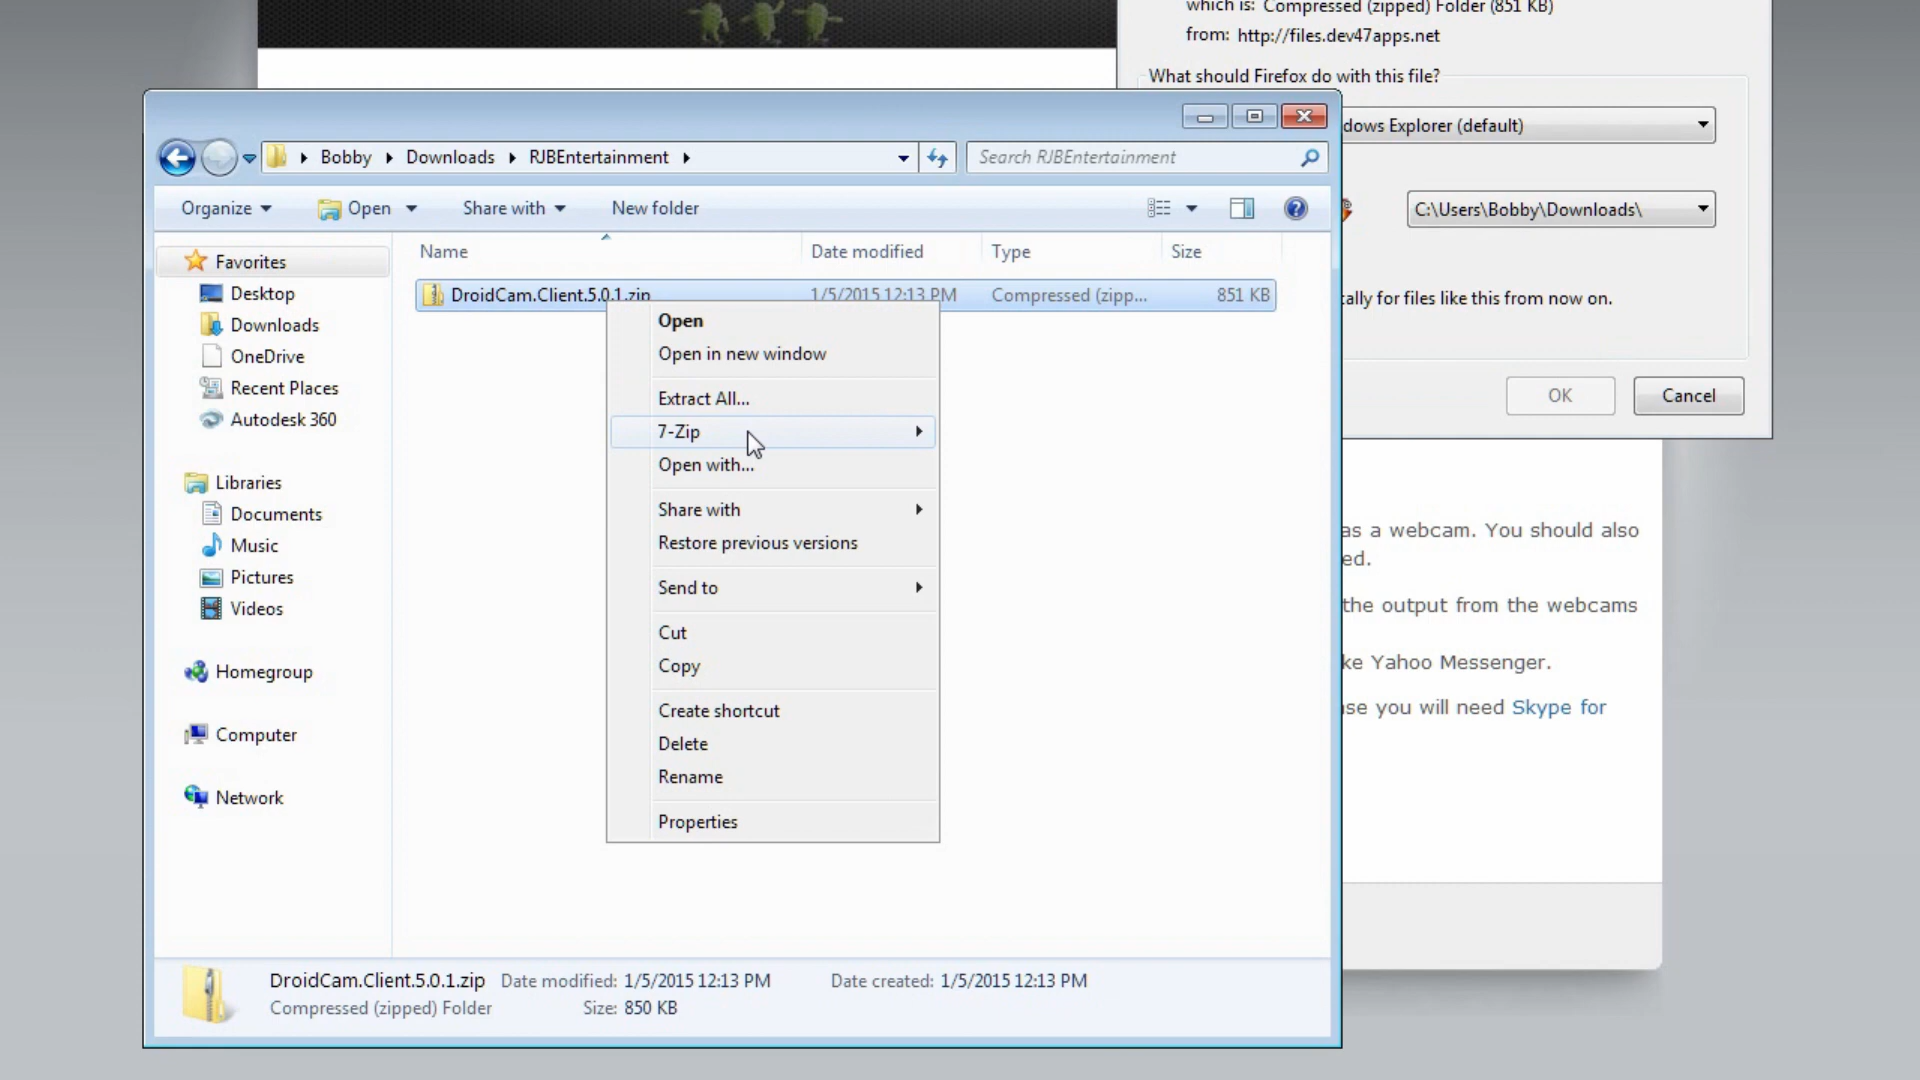 which is: Compressed (zipped) Folder (851 KB)
from: http://files.dev47apps.net
What should Firefox do with this file?
dows Explorer (default)
C:\Users\Bobby\Downloads\
ally for files like this from now on.
OK
Cancel
Bobby
Downloads
RJBEntertainment
Search RJBEntertainment
Organize
Open
Share with
New folder
Name
Date modified
Type
Size
DroidCam.Client.5.0.1.zip
1/5/2015 12:13 PM
Compressed (zipp...
851 KB
Favorites
Desktop
Downloads
OneDrive
Recent Places
Autodesk 360
Libraries
Documents
Music
Pictures
Videos
Homegroup
Computer
Network
Open
Open in new window
Extract All...
7-Zip
Open with...
Share with
Restore previous versions
Send to
Cut
Copy
Create shortcut
Delete
Rename
Properties
as a webcam. You should also
ed.
the output from the webcams
ke Yahoo Messenger.
se you will need Skype for
DroidCam.Client.5.0.1.zip
Date modified: 1/5/2015 12:13 PM
Date created: 1/5/2015 12:13 PM
Compressed (zipped) Folder
Size: 850 KB